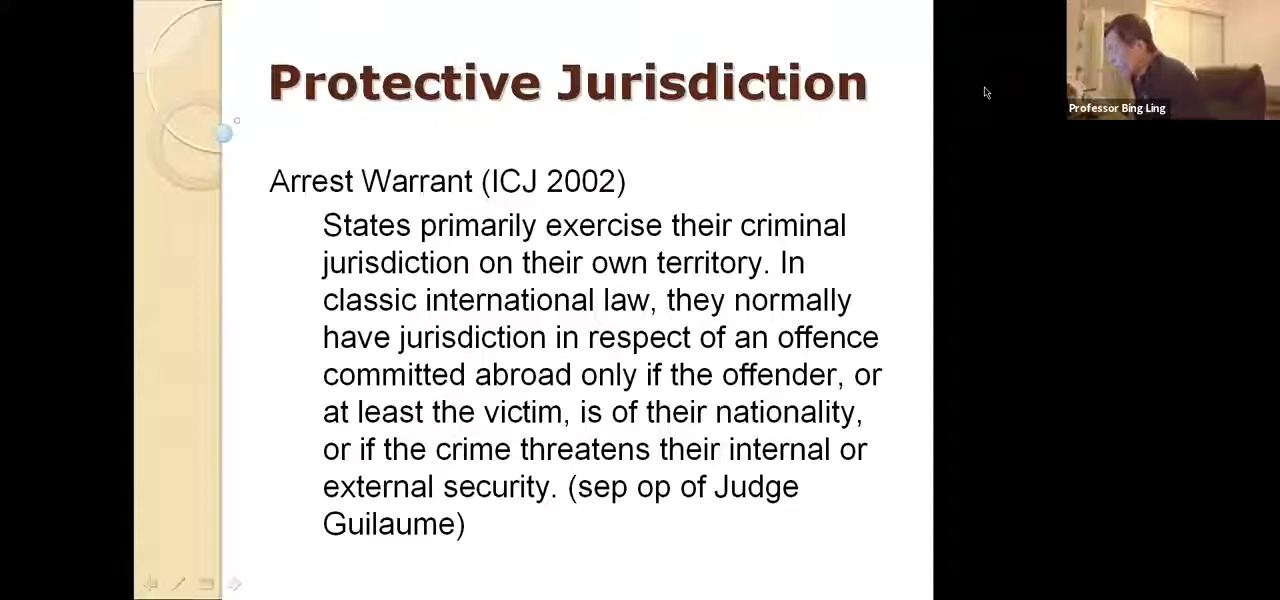 Protective Jurisdiction
Professor Bing Ling
Arrest Warrant (ICJ 2002)
States primarily exercise their criminal
jurisdiction on their own territory. In
classic international law, they normally
have jurisdiction in respect of an offence
committed abroad only if the offender, or
at least the victim, is of their nationality,
or if the crime threatens their internal or
external security. (sep op of Judge
Guilaume)